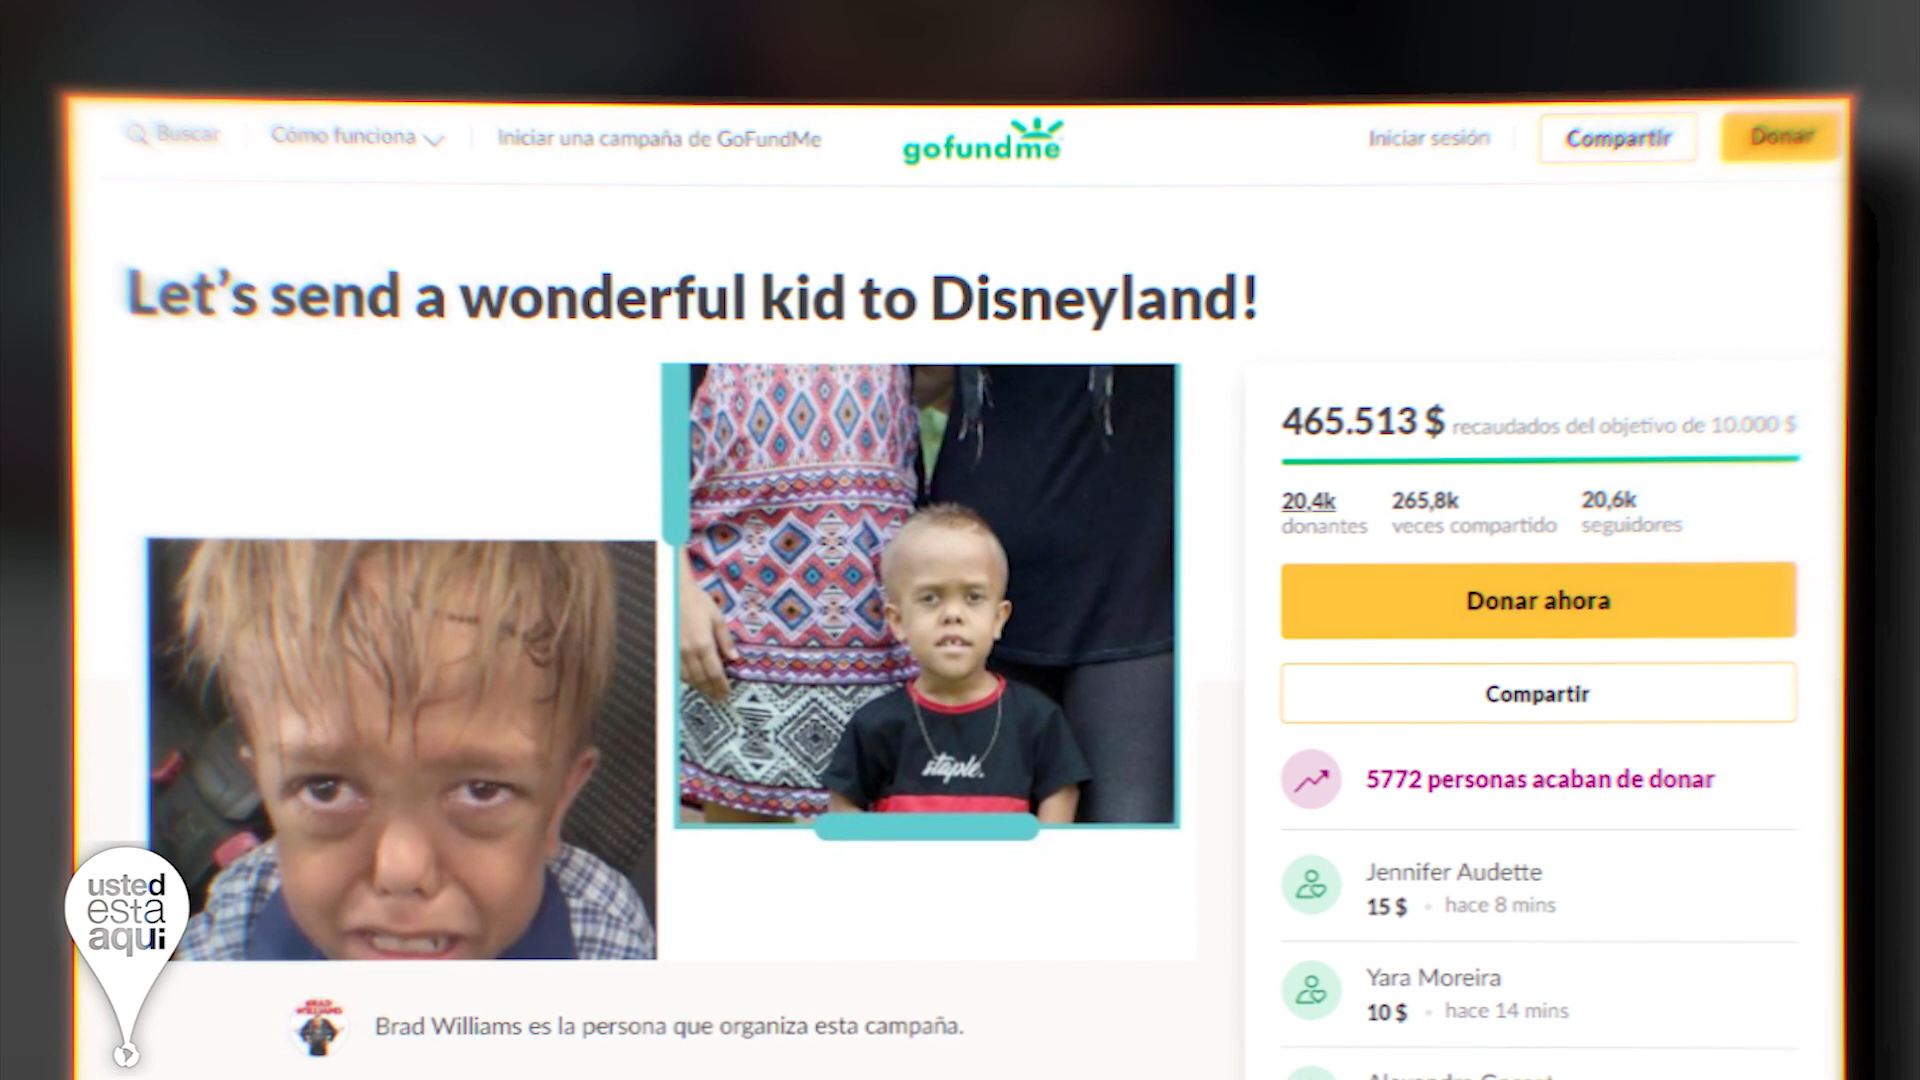 Buscar
Cómo funciona
Iniciar una campaña de GoFundMe
gofundme
Iniciar sesión
Compartir
Donar
Let's send a wonderful kid to Disneyland!
465.513 $ recaudados del objetivo de 10.000 $
20,4k
donantes
265,8k
veces compartido
20,6k
seguidores
Donar ahora
Compartir
5772 personas acaban de donar
Jennifer Audette
15 $ • hace 8 mins
Yara Moreira
10 $ • hace 14 mins
staple.
usted
esta
aqui
BRAD
WILLIAMS
Brad Williams es la persona que organiza esta campaña.